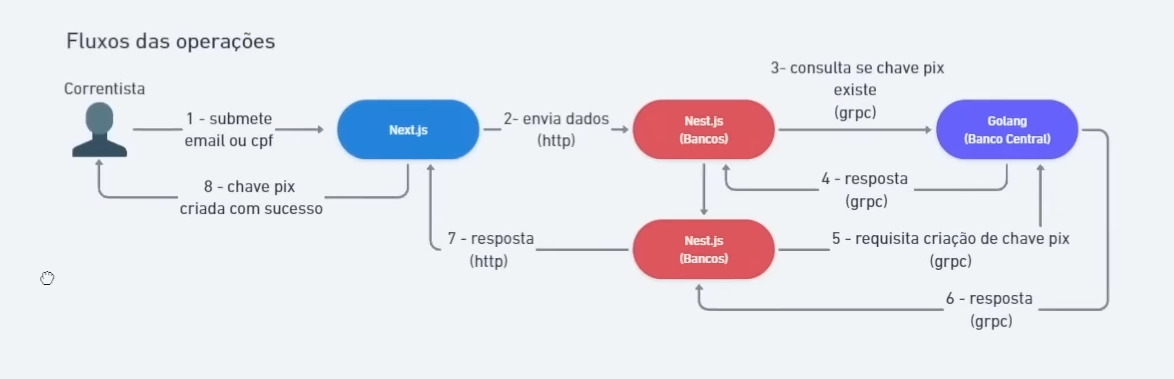 Fluxos das operações
Correntista
1 - submete
email ou cpf
Next.js
2- envia dados
(http)
Nest.js
(Bancos)
3- consulta se chave pix
existe
(grpc)
Golang
(Banco Central)
4 - resposta
(grpc)
8 - chave pix
criada com sucesso
7 - resposta
(http)
Nest.js
(Bancos)
5 - requisita criação de chave pix
(grpc)
6 - resposta
(grpc)